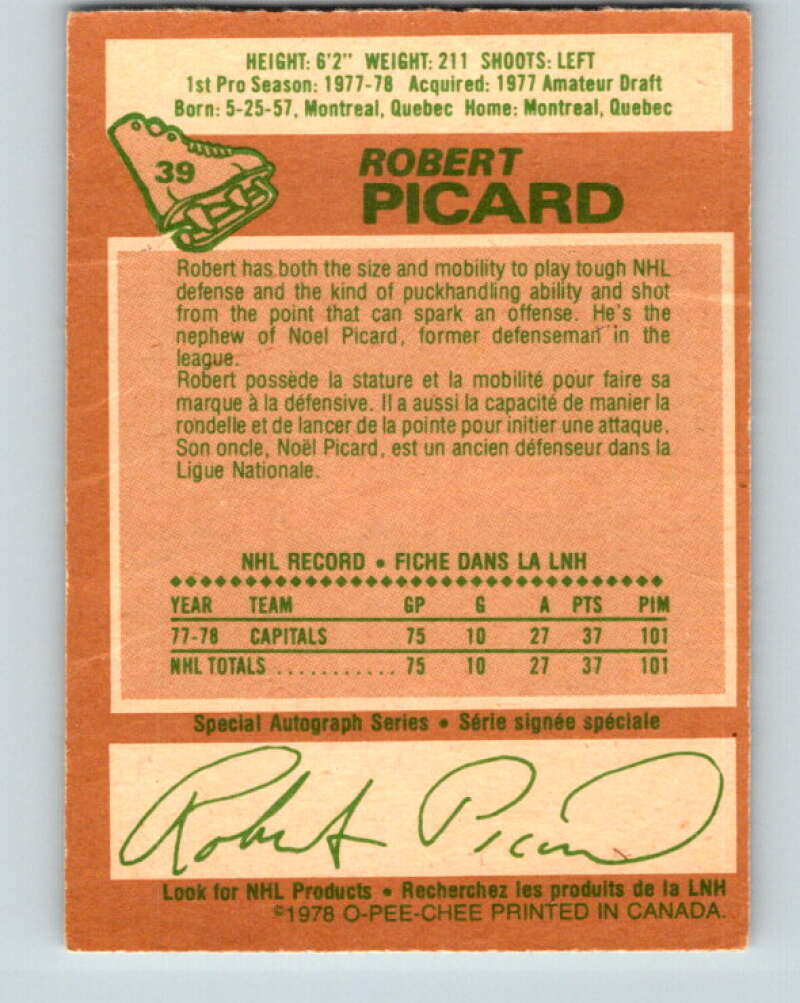 HEIGHT: 6'2" WEIGHT: 211 SHOOTS: LEFT
1st Pro Season: 1977-78 Acquired: 1977 Amateur Draft
Born: 5-25-57, Montreal, Quebec Home: Montreal, Quebec
39
ROBERT
PICARD
Robert has both the size and mobility to play tough NHL
defense and the kind of puckhandling ability and shot
from the point that can spark an offense. He's the
nephew of Noel Picard, former defenseman in the
league.
Robert possède la stature et la mobilité pour faire sa
marque à la défensive. Il a aussi la capacité de manier la
rondelle et de lancer de la pointe pour initier une attaque.
Son oncle, Noël Picard, est un ancien défenseur dans la
Ligue Nationale.
NHL RECORD • FICHE DANS LA LNH
YEAR TEAM GP G A PTS PIM
77-78 CAPITALS 75 10 27 37 101
NHL TOTALS ........... 75 10 27 37 101
Special Autograph Series • Série signée spéciale
Robert Picard
Look for NHL Products • Recherchez les produits de la LNH
©1978 O-PEE-CHEE PRINTED IN CANADA.